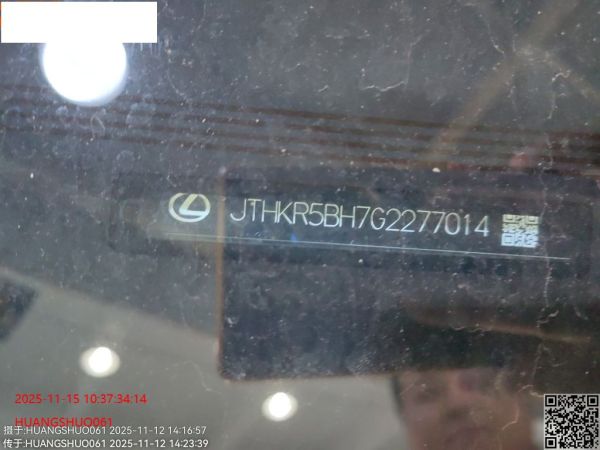 JTHKR5BH7G2277014
2025-11-15 10:37:34:14
HUANGSHUO061
摄于:HUANGSHUO061 2025-11-12 14:16:57
传于:HUANGSHUO061 2025-11-12 14:23:39